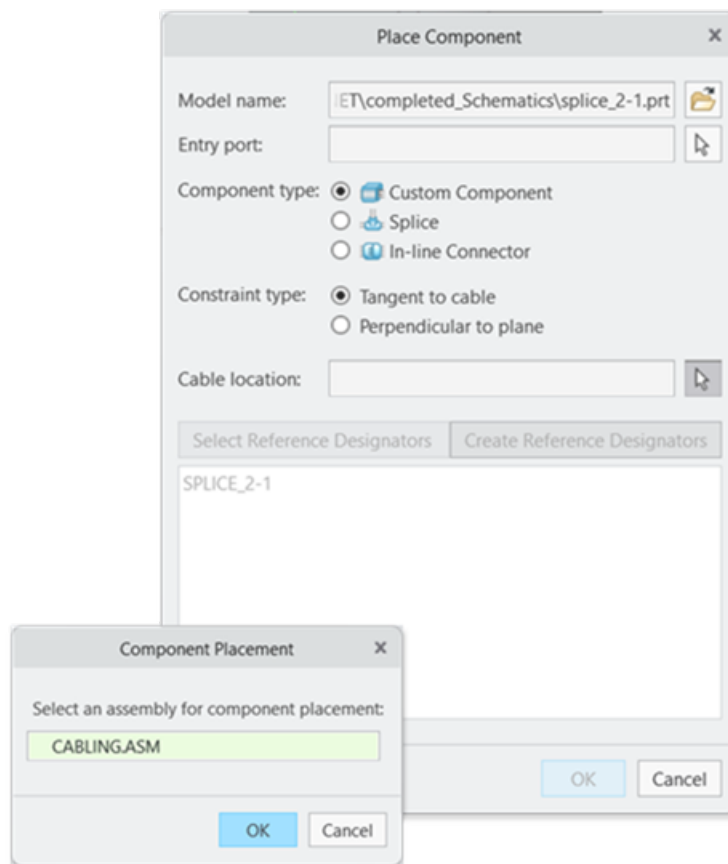 Place Component
Model name: ET\completed_Schematics\splice_2-1.prt
Entry port:
Component type: Custom Component
Splice
In-line Connector
Constraint type: Tangent to cable
Perpendicular to plane
Cable location:
Select Reference Designators Create Reference Designators
SPLICE_2-1
OK Cancel
Component Placement
Select an assembly for component placement:
CABLING.ASM
OK Cancel